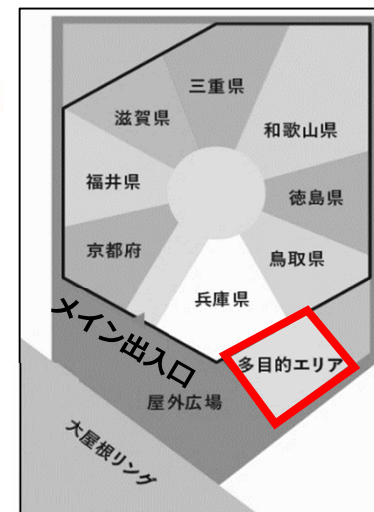 三重県
滋賀県
和歌山県
福井県
徳島県
京都府
鳥取県
兵庫県
メイン出入口
多目的エリア
屋外広場
大屋根リング